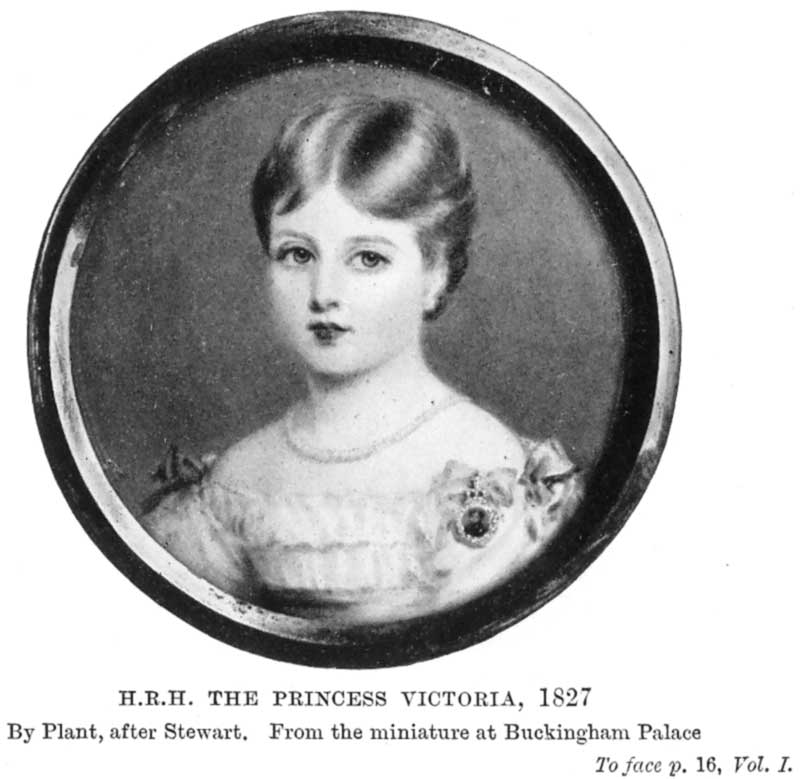 H.R.H. THE PRINCESS VICTORIA, 1827
By Plant, after Stewart. From the miniature at Buckingham Palace
To face p. 16, Vol. I.